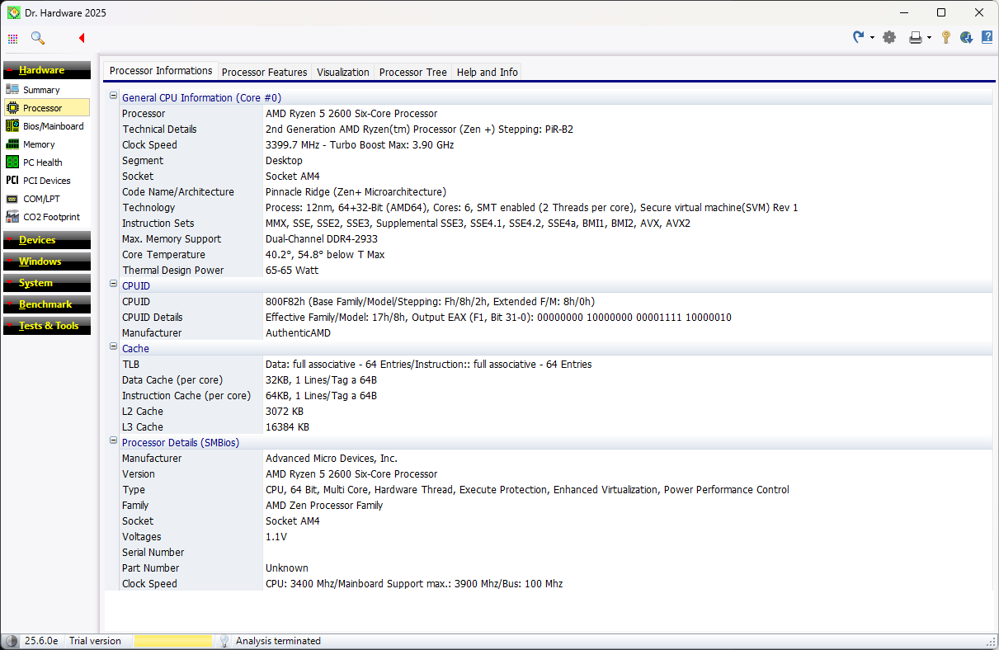 Dr. Hardware 2025
Hardware
Summary
Processor
Bios/Mainboard
Memory
PC Health
PCI PCI Devices
COM/LPT
CO2 Footprint
Devices
Windows
System
Benchmark
Tests & Tools
Processor Informations Processor Features Visualization Processor Tree Help and Info
General CPU Information (Core #0)
Processor AMD Ryzen 5 2600 Six-Core Processor
Technical Details 2nd Generation AMD Ryzen(tm) Processor (Zen +) Stepping: PiR-B2
Clock Speed 3399.7 MHz - Turbo Boost Max: 3.90 GHz
Segment Desktop
Socket Socket AM4
Code Name/Architecture Pinnacle Ridge (Zen+ Microarchitecture)
Technology Process: 12nm, 64+32-Bit (AMD64), Cores: 6, SMT enabled (2 Threads per core), Secure virtual machine(SVM) Rev 1
Instruction Sets MMX, SSE, SSE2, SSE3, Supplemental SSE3, SSE4.1, SSE4.2, SSE4a, BMI1, BMI2, AVX, AVX2
Max. Memory Support Dual-Channel DDR4-2933
Core Temperature 40.2°, 54.8° below T Max
Thermal Design Power 65-65 Watt
CPUID
CPUID 800F82h (Base Family/Model/Stepping: Fh/8h/2h, Extended F/M: 8h/0h)
CPUID Details Effective Family/Model: 17h/8h, Output EAX (F1, Bit 31-0): 00000000 10000000 00001111 10000010
Manufacturer AuthenticAMD
Cache
TLB Data: full associative - 64 Entries/Instruction:: full associative - 64 Entries
Data Cache (per core) 32KB, 1 Lines/Tag a 64B
Instruction Cache (per core) 64KB, 1 Lines/Tag a 64B
L2 Cache 3072 KB
L3 Cache 16384 KB
Processor Details (SMBios)
Manufacturer Advanced Micro Devices, Inc.
Version AMD Ryzen 5 2600 Six-Core Processor
Type CPU, 64 Bit, Multi Core, Hardware Thread, Execute Protection, Enhanced Virtualization, Power Performance Control
Family AMD Zen Processor Family
Socket Socket AM4
Voltages 1.1V
Serial Number
Part Number Unknown
Clock Speed CPU: 3400 Mhz/Mainboard Support max.: 3900 Mhz/Bus: 100 Mhz
25.6.0e Trial version Analysis terminated